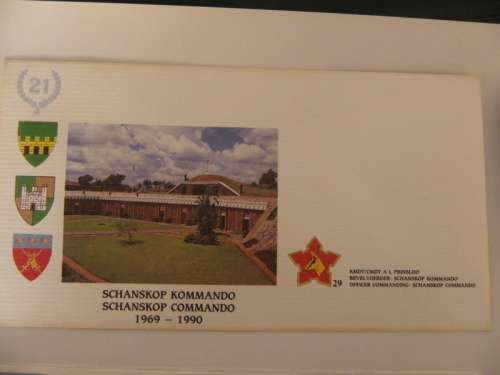 21
SCHANSKOP KOMMANDO
SCHANSKOP COMMANDO
1969 – 1990
29
KMDT/CMDT A L PRINSLOO
BEVELVOERDER: SCHANSKOP KOMMANDO
OFFICER COMMANDING: SCHANSKOP COMMANDO